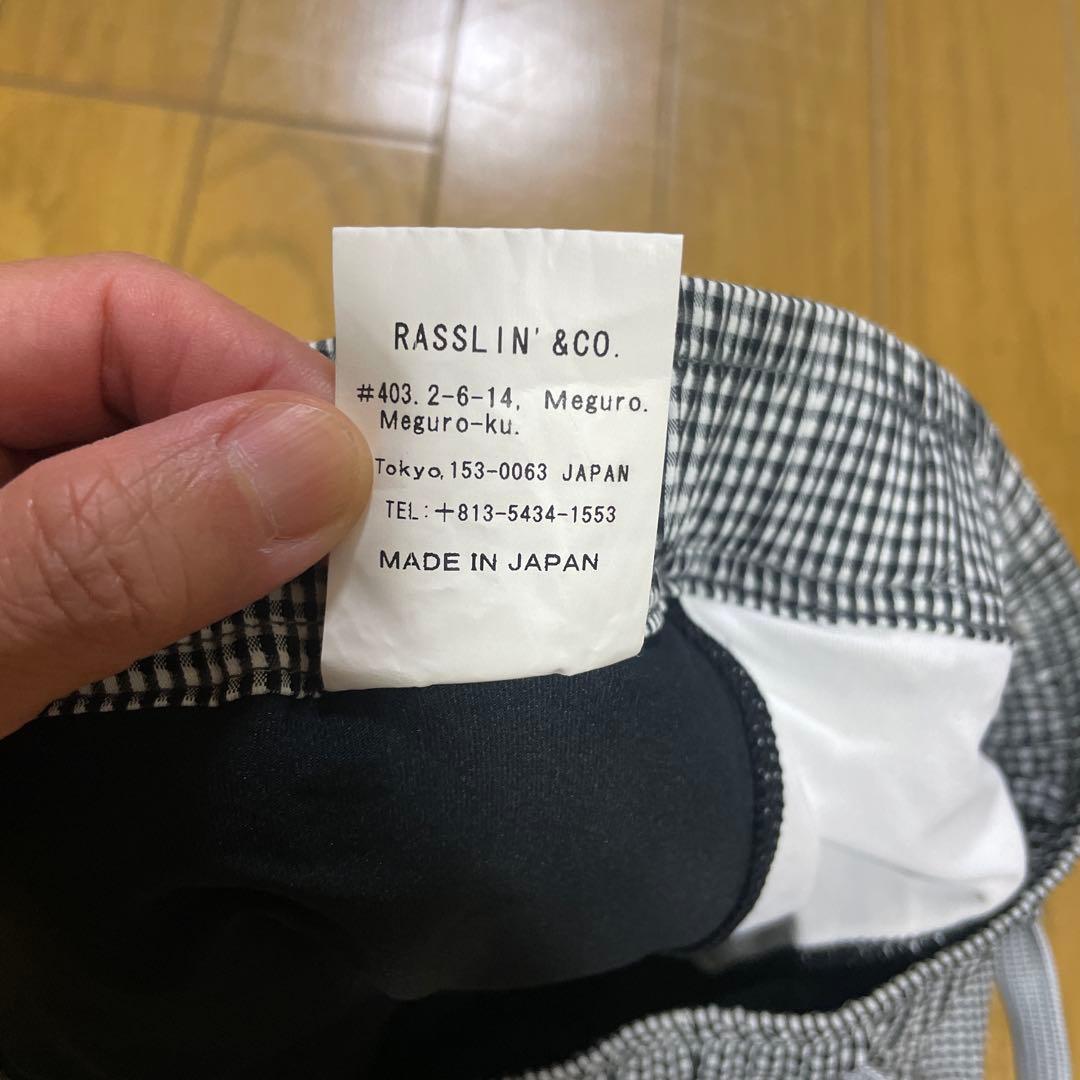 RASSLIN' &CO.
#403. 2-6-14, Meguro.
Meguro-ku.
Tokyo, 153-0063 JAPAN
TEL:+813-5434-1553
MADE IN JAPAN